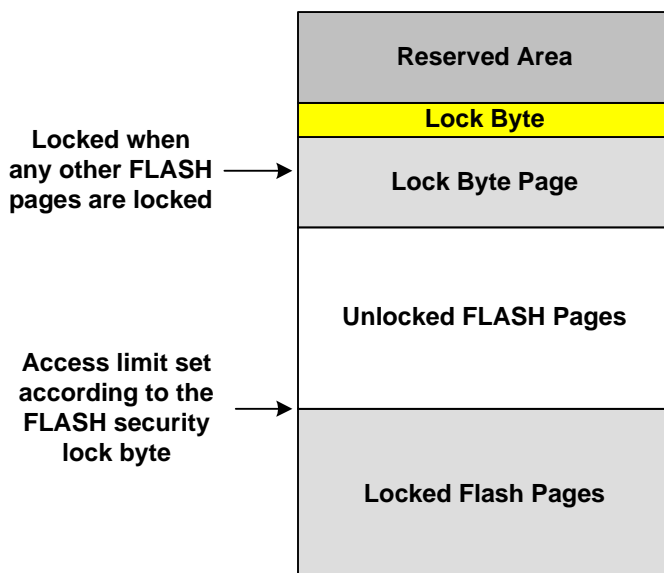 Reserved Area
Lock Byte
Locked when
any other FLASH
pages are locked
Lock Byte Page
Unlocked FLASH Pages
Access limit set
according to the
FLASH security
lock byte
Locked Flash Pages